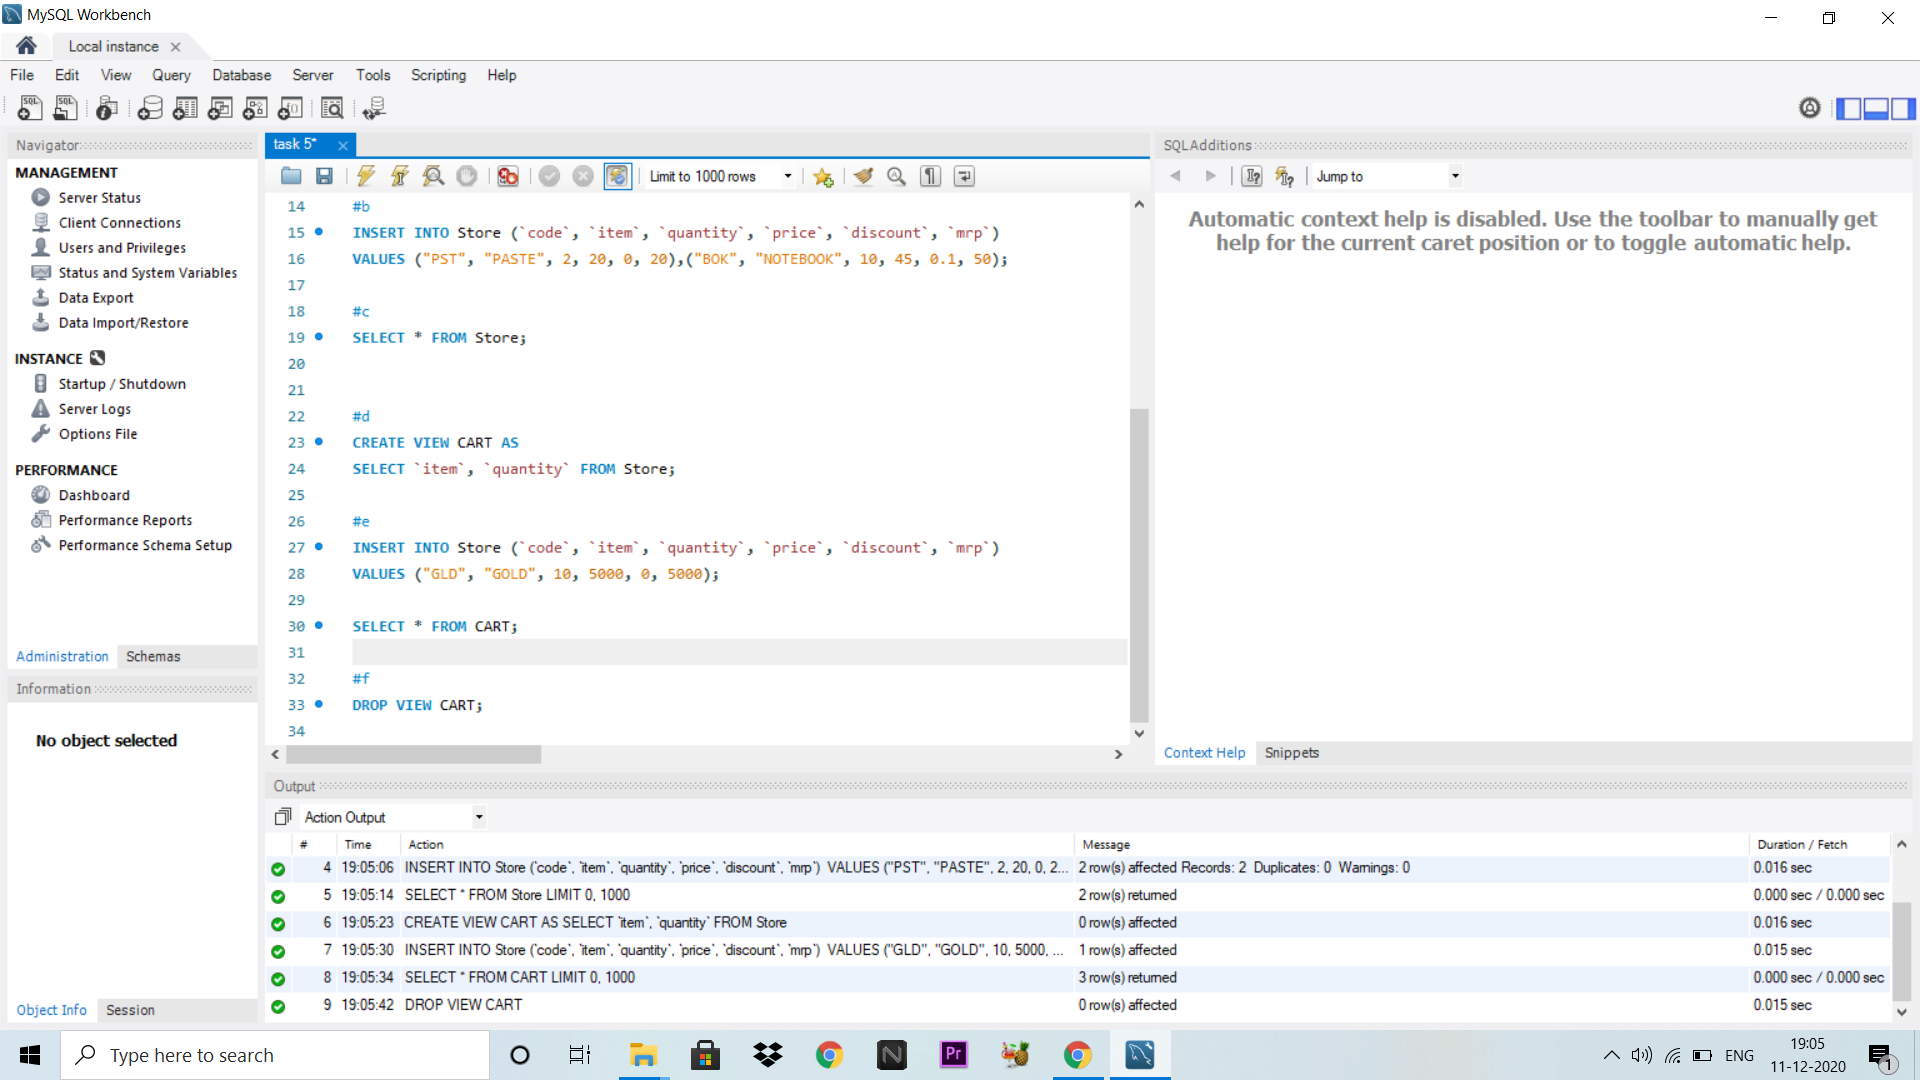 MySQL Workbench
Local instance
File Edit View Query Database Server Tools Scripting Help
Navigator
MANAGEMENT
Server Status
Client Connections
Users and Privileges
Status and System Variables
Data Export
Data Import/Restore
INSTANCE
Startup / Shutdown
Server Logs
Options File
PERFORMANCE
Dashboard
Performance Reports
Performance Schema Setup
Administration Schemas
Information
No object selected
Object Info Session
task 5*
Limit to 1000 rows
14 #b
15 INSERT INTO Store (`code`, `item`, `quantity`, `price`, `discount`, `mrp`)
16 VALUES ("PST", "PASTE", 2, 20, 0, 20),("BOK", "NOTEBOOK", 10, 45, 0.1, 50);
17
18 #c
19 SELECT * FROM Store;
20
21
22 #d
23 CREATE VIEW CART AS
24 SELECT `item`, `quantity` FROM Store;
25
26 #e
27 INSERT INTO Store (`code`, `item`, `quantity`, `price`, `discount`, `mrp`)
28 VALUES ("GLD", "GOLD", 10, 5000, 0, 5000);
29
30 SELECT * FROM CART;
31
32 #f
33 DROP VIEW CART;
34
SQLAdditions
Jump to
Automatic context help is disabled. Use the toolbar to manually get
help for the current caret position or to toggle automatic help.
Context Help Snippets
Output
Action Output
# Time Action Message Duration / Fetch
4 19:05:06 INSERT INTO Store (`code`, `item`, `quantity`, `price`, `discount`, `mrp`) VALUES ("PST", "PASTE", 2, 20, 0, 2... 2 row(s) affected Records: 2 Duplicates: 0 Warnings: 0 0.016 sec
5 19:05:14 SELECT * FROM Store LIMIT 0, 1000 2 row(s) returned 0.000 sec / 0.000 sec
6 19:05:23 CREATE VIEW CART AS SELECT `item`, `quantity` FROM Store 0 row(s) affected 0.016 sec
7 19:05:30 INSERT INTO Store (`code`, `item`, `quantity`, `price`, `discount`, `mrp`) VALUES ("GLD", "GOLD", 10, 5000, ... 1 row(s) affected 0.015 sec
8 19:05:34 SELECT * FROM CART LIMIT 0, 1000 3 row(s) returned 0.000 sec / 0.000 sec
9 19:05:42 DROP VIEW CART 0 row(s) affected 0.015 sec
Type here to search
N
Pr
ENG
19:05
11-12-2020
1